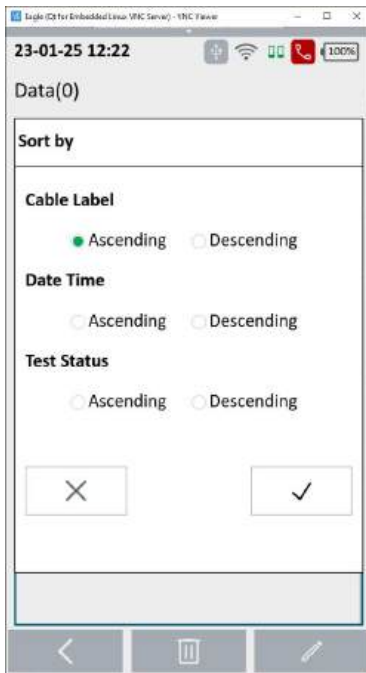 Eagle (Qt for Embedded Linux VNC Server) - VNC Viewer
23-01-25 12:22
100%
Data(0)
Sort by
Cable Label
Ascending Descending
Date Time
Ascending Descending
Test Status
Ascending Descending